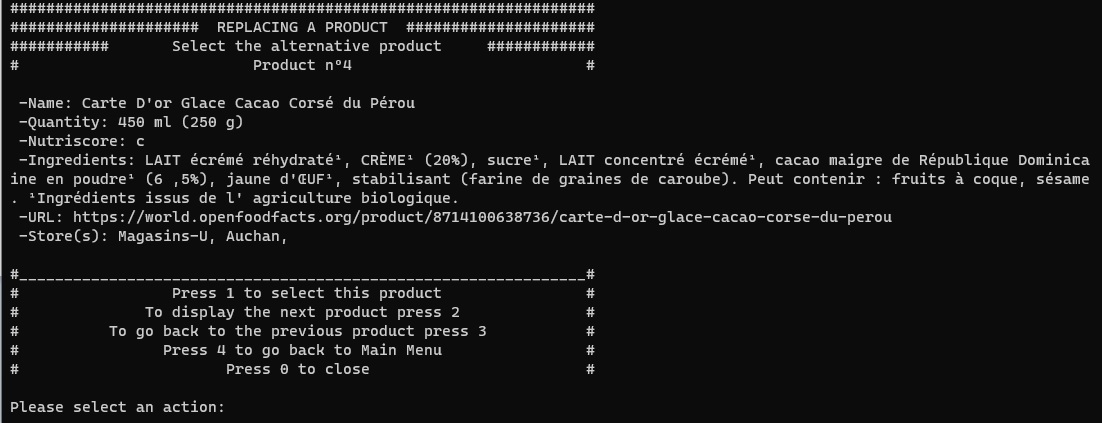 #################################################################
#####################  REPLACING A PRODUCT  #####################
###########       Select the alternative product     ############
#                          Product n°4                          #
-Name: Carte D'or Glace Cacao Corsé du Pérou
-Quantity: 450 ml (250 g)
-Nutriscore: c
-Ingredients: LAIT écrémé réhydraté¹, CRÈME¹ (20%), sucre¹, LAIT concentré écrémé¹, cacao maigre de République Dominica
ine en poudre¹ (6 ,5%), jaune d'ŒUF¹, stabilisant (farine de graines de caroube). Peut contenir : fruits à coque, sésame
. ¹Ingrédients issus de l' agriculture biologique.
-URL: https://world.openfoodfacts.org/product/8714100638736/carte-d-or-glace-cacao-corse-du-perou
-Store(s): Magasins-U, Auchan,
#_______________________________________________________________#
#                 Press 1 to select this product                #
#              To display the next product press 2              #
#          To go back to the previous product press 3           #
#                Press 4 to go back to Main Menu                #
#                       Press 0 to close                        #
Please select an action: